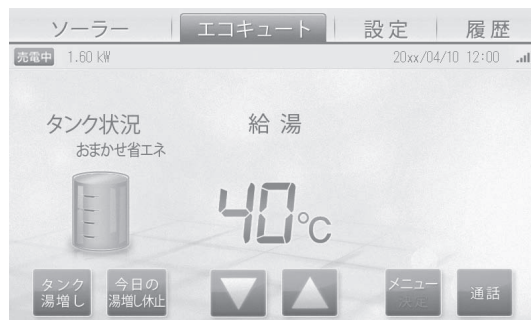 ソーラー エコキュート 設定 履歴
売電中 1.60 kW 20xx/04/10 12:00
タンク状況 給湯
おまかせ省エネ
40℃
タンク 今日の メニュー 通話
湯増し 湯増し休止 決定